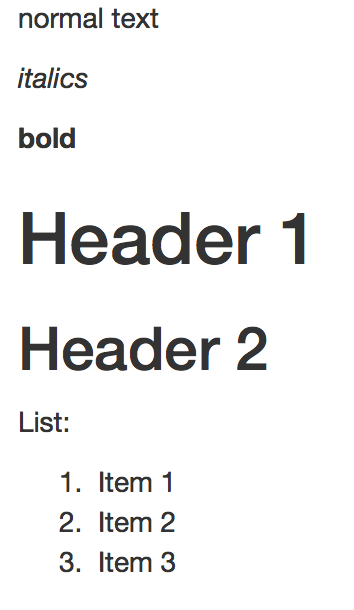 normal text
italics
bold
Header 1
Header 2
List:
1. Item 1
2. Item 2
3. Item 3